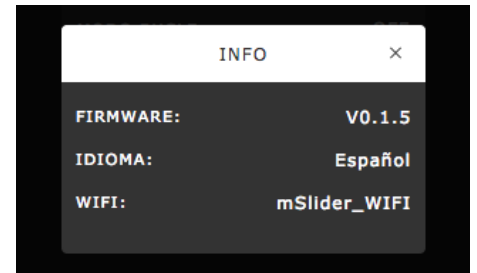 INFO ×
FIRMWARE: V0.1.5
IDIOMA: Español
WIFI: mSlider_WIFI